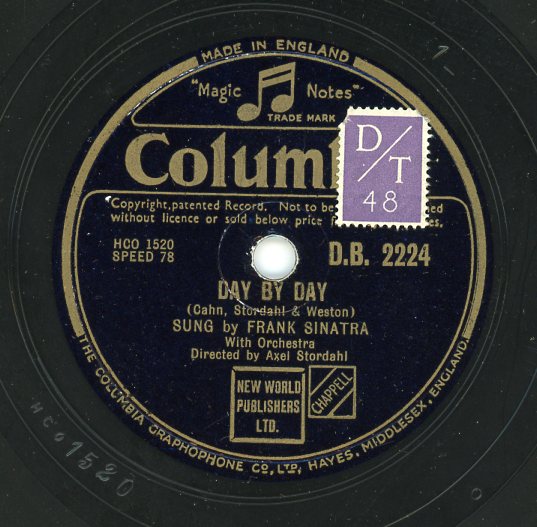 MADE IN ENGLAND
"Magic Notes"
TRADE MARK
Colum
D/T
48
Copyright, patented Record. Not to be
without licence or sold below price
HCO 1520
SPEED 78
D.B. 2224
DAY BY DAY
(Cahn, Stordahl & Weston)
SUNG by FRANK SINATRA
With Orchestra
Directed by Axel Stordahl
NEW WORLD
PUBLISHERS
LTD.
CHAPPELL
THE COLUMBIA GRAPHOPHONE CO, LTD, HAYES, MIDDLESEX, ENGLAND.
HCO1520